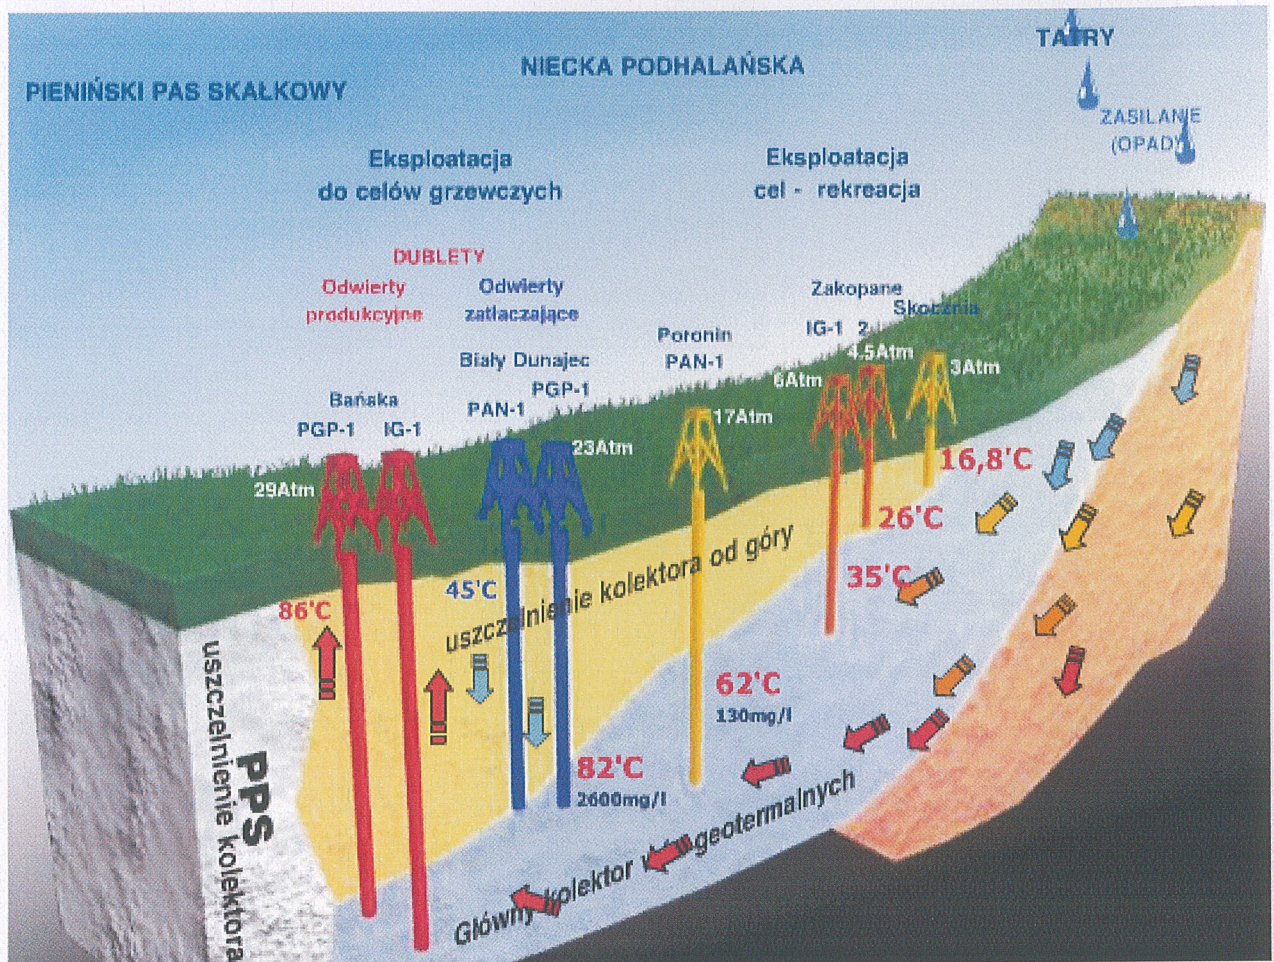 TATRY
NIECKA PODHALAŃSKA
PIENIŃSKI PAS SKAŁKOWY
ZASILANIE
(OPAD)
Eksploatacja
do celów grzewczych
Eksploatacja
cel - rekreacja
DUBLETY
Odwierty
produkcyjne
Odwierty
zatłaczające
Zakopane
Skocznia
IG-1 2
Poronin
PAN-1
Biały Dunajec
PGP-1
PAN-1
Bańska
PGP-1 IG-1
4.5Atm
6Atm
3Atm
17Atm
23Atm
29Atm
16,8'C
26'C
35'C
45'C
86'C
62'C
130mg/l
82'C
2600mg/l
uszczelnienie kolektora od góry
PPS
uszczelnienie kolektora
Główny kolektor geotermalnych